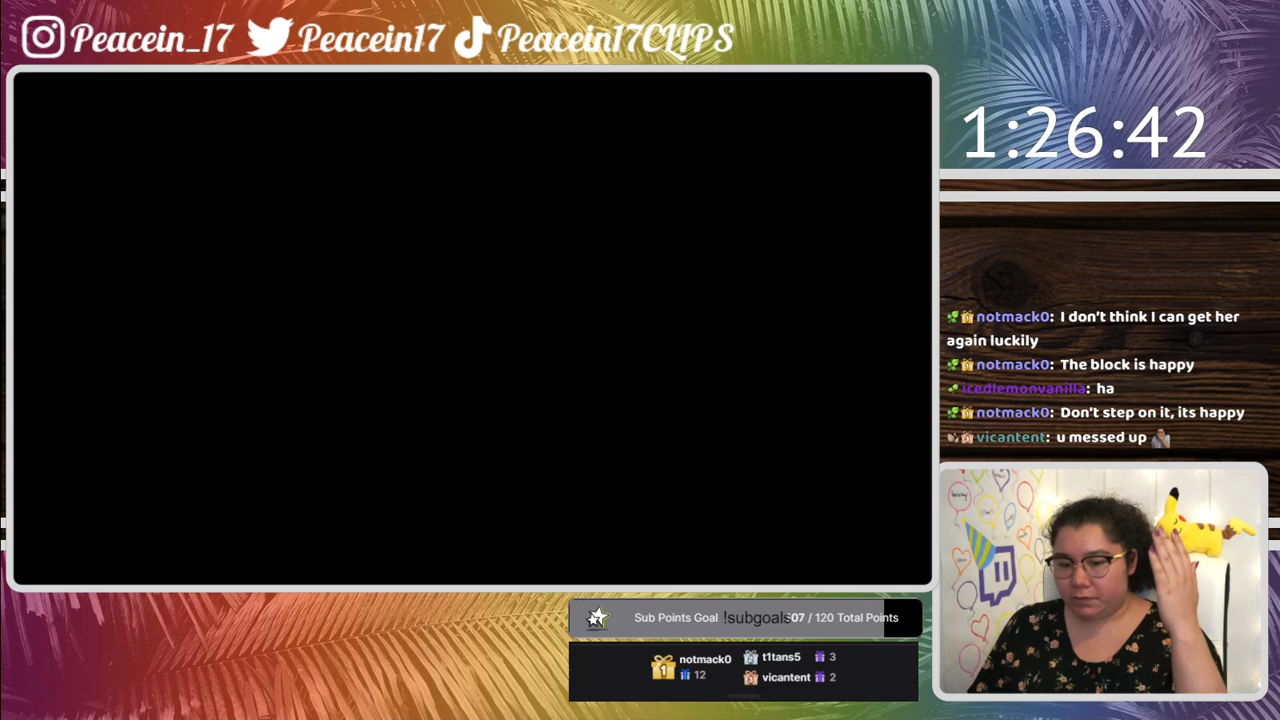 Peacein_17 Peacein17 Peacein17CLIPS
1:26:42
notmack0: I don't think I can get her
again luckily
notmack0: The block is happy
icedlemonvanilla: ha
notmack0: Don't step on it, its happy
vicantent: u messed up
Sub Points Goal !subgoals 07 / 120 Total Points
1 notmack0 12
t1tans5 3
vicantent 2